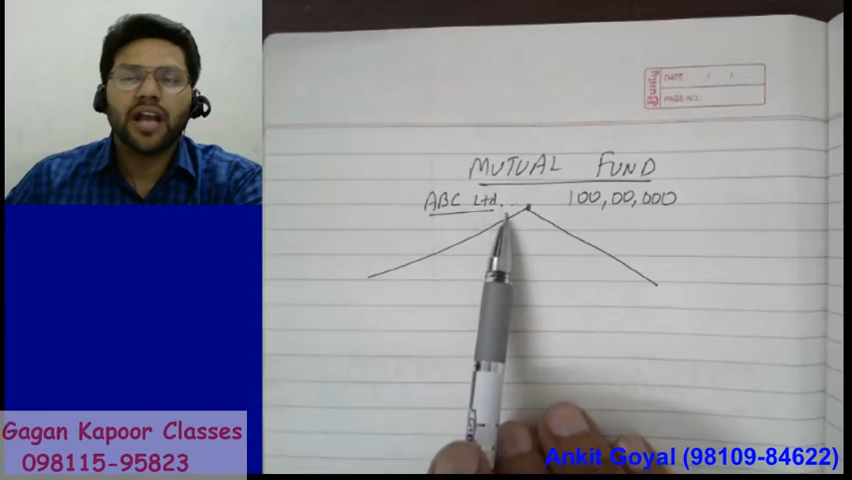 DATE: / /
PAGE NO.:
MUTUAL FUND
ABC Ltd... 100,00,000
Gagan Kapoor Classes
098115-95823
Ankit Goyal (98109-84622)